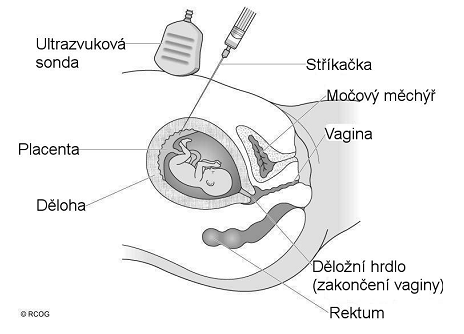 Ultrazvuková
sonda
Stříkačka
Močový měchýř
Vagina
Placenta
Děloha
Děložní hrdlo
(zakončení vaginy)
Rektum
© RCOG